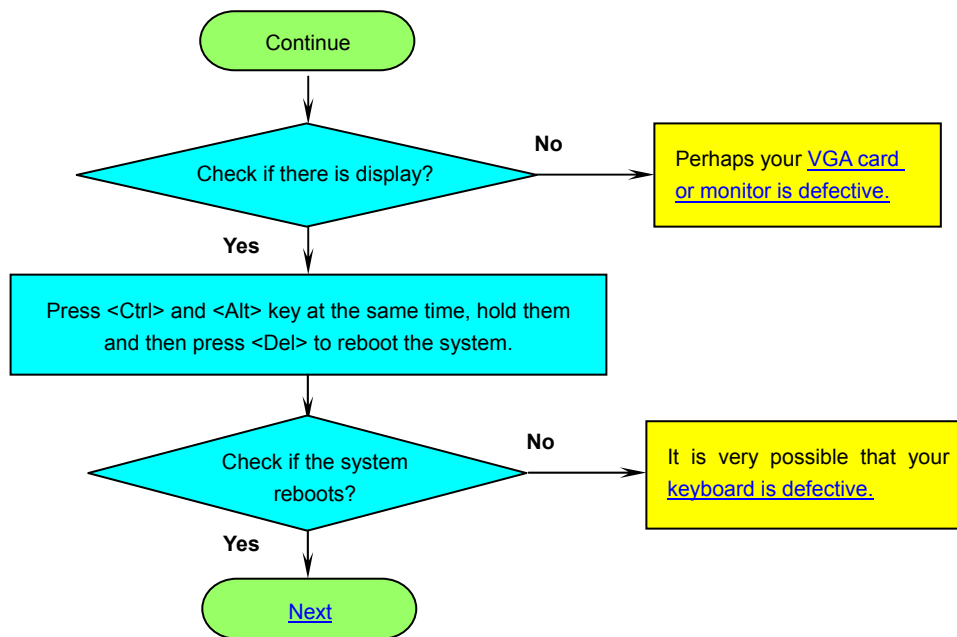 Continue
Check if there is display?
No
Perhaps your VGA card
or monitor is defective.
Yes
Press <Ctrl> and <Alt> key at the same time, hold them
and then press <Del> to reboot the system.
Check if the system
reboots?
No
It is very possible that your
keyboard is defective.
Yes
Next